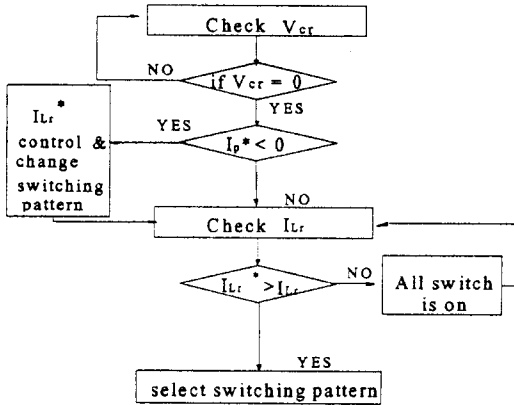 Check Vcr
NO
if Vcr = 0
YES
YES
Ip* < 0
ILr*
control &
change
switching
pattern
NO
Check ILr
ILr* > ILr
NO
All switch
is on
YES
select switching pattern